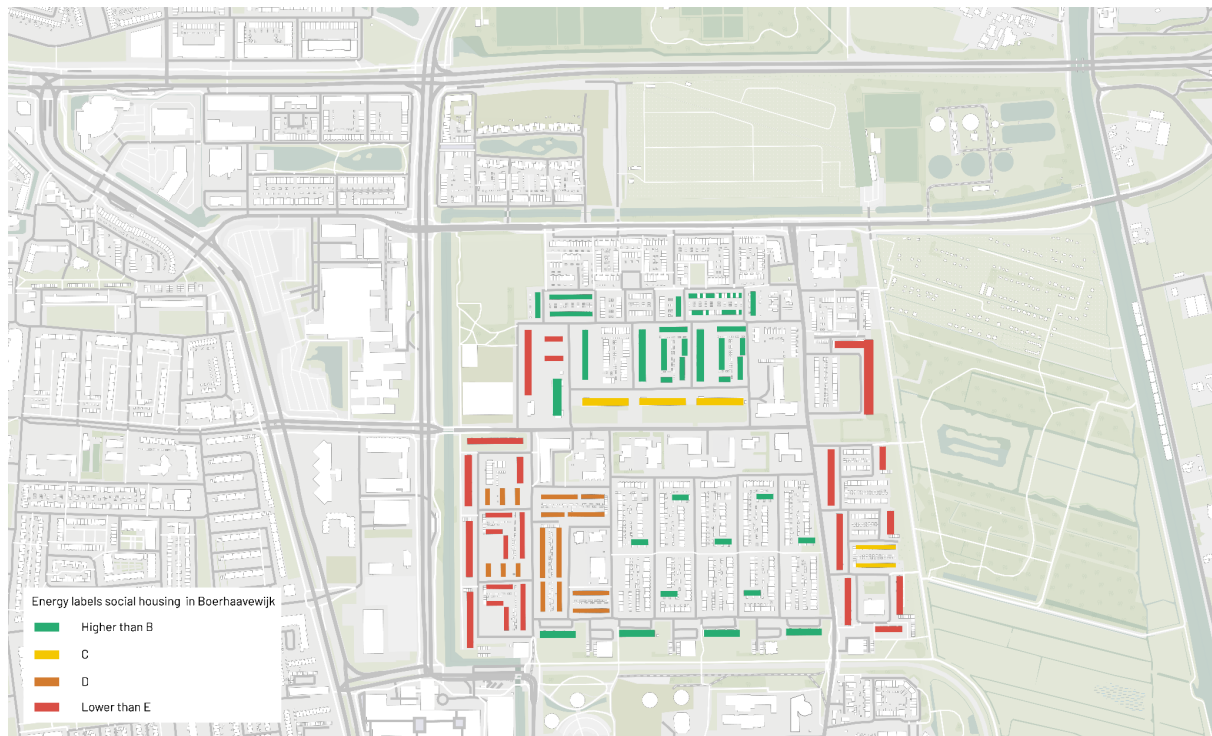 Energy labels social housing in Boerhaavewijk
Higher than B
C
D
Lower than E